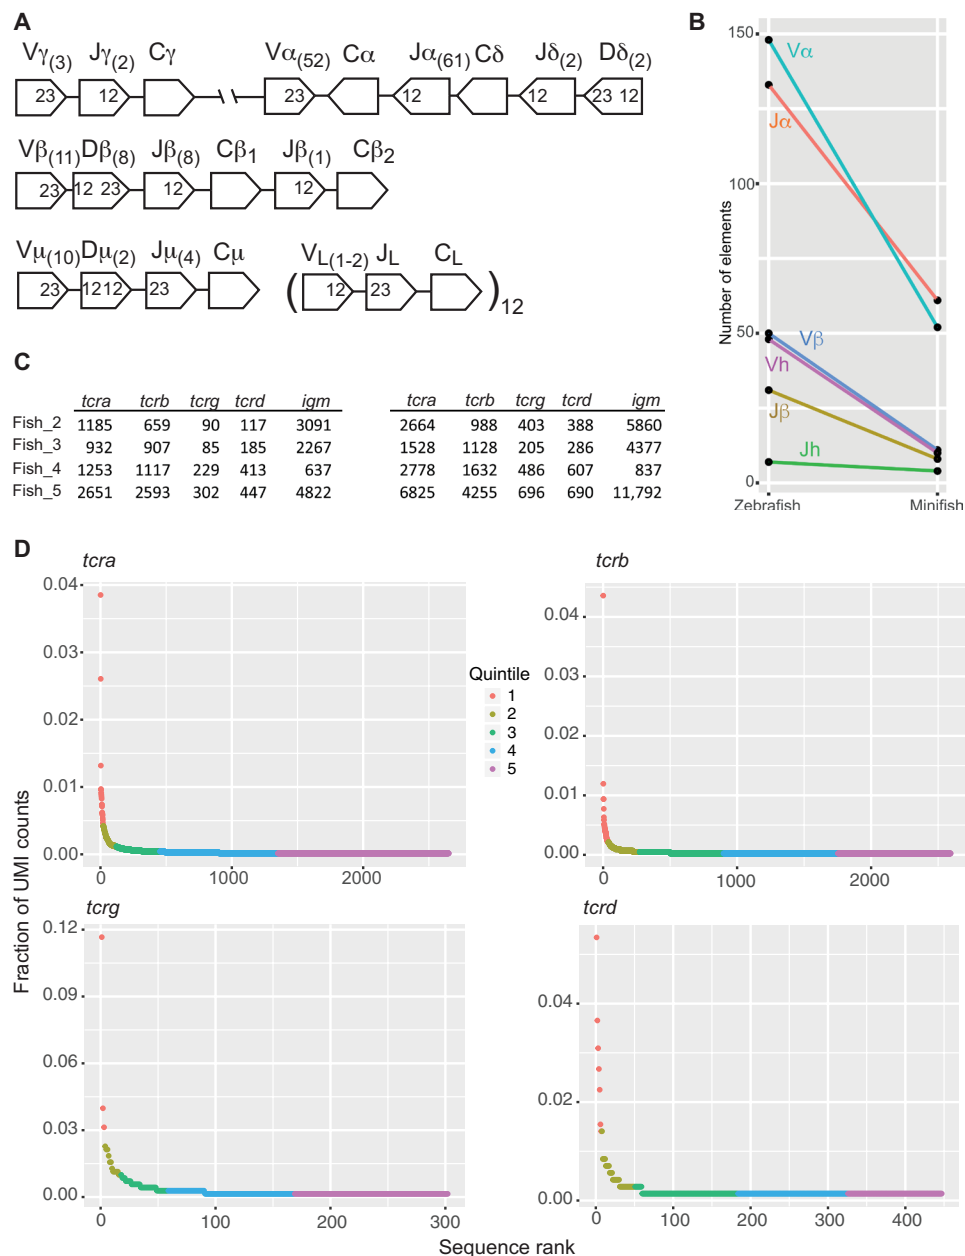 A
Vγ(3) Jγ(2) Cγ Vα(52) Cα Jα(61) Cδ Jδ(2) Dδ(2)
23 12 23 12 12 23 12
Vβ(11) Dβ(8) Jβ(8) Cβ1 Jβ(1) Cβ2
23 12 23 12 12
Vμ(10) Dμ(2) Jμ(4) Cμ
23 12 12 23
( VL(1-2) JL CL )12
12 23
B
Number of elements
150
100
50
0
Vα
Jα
Vβ
Vh
Jβ
Jh
Zebrafish Minifish
C
tcra tcrb tcrg tcrd igm tcra tcrb tcrg tcrd igm
Fish_2 1185 659 90 117 3091 2664 988 403 388 5860
Fish_3 932 907 85 185 2267 1528 1128 205 286 4377
Fish_4 1253 1117 229 413 637 2778 1632 486 607 837
Fish_5 2651 2593 302 447 4822 6825 4255 696 690 11,792
D
Fraction of UMI counts
tcra
0.04
0.03
0.02
0.01
0.00
0 1000 2000
tcrb
0.04
0.03
0.02
0.01
0.00
0 1000 2000
Quintile
1
2
3
4
5
tcrg
0.12
0.09
0.06
0.03
0.00
0 100 200 300
tcrd
0.04
0.02
0.00
0 100 200 300 400
Sequence rank